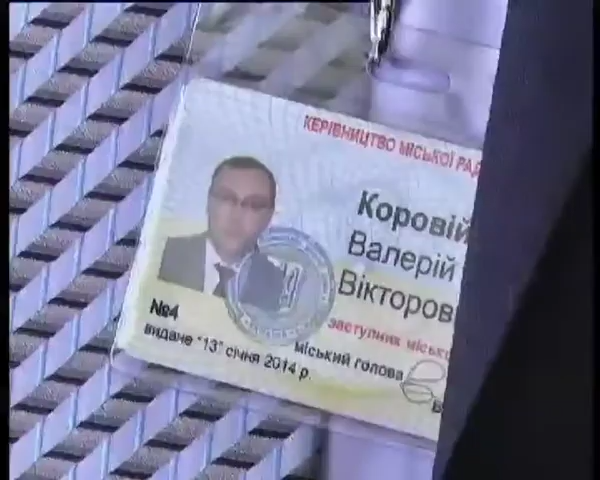 КЕРІВНИЦТВО МІСЬКОЇ РАД
Коровій
Валерій
Вікторов
заступник місько
№4
видане "13" січня 2014 р.
міський голова